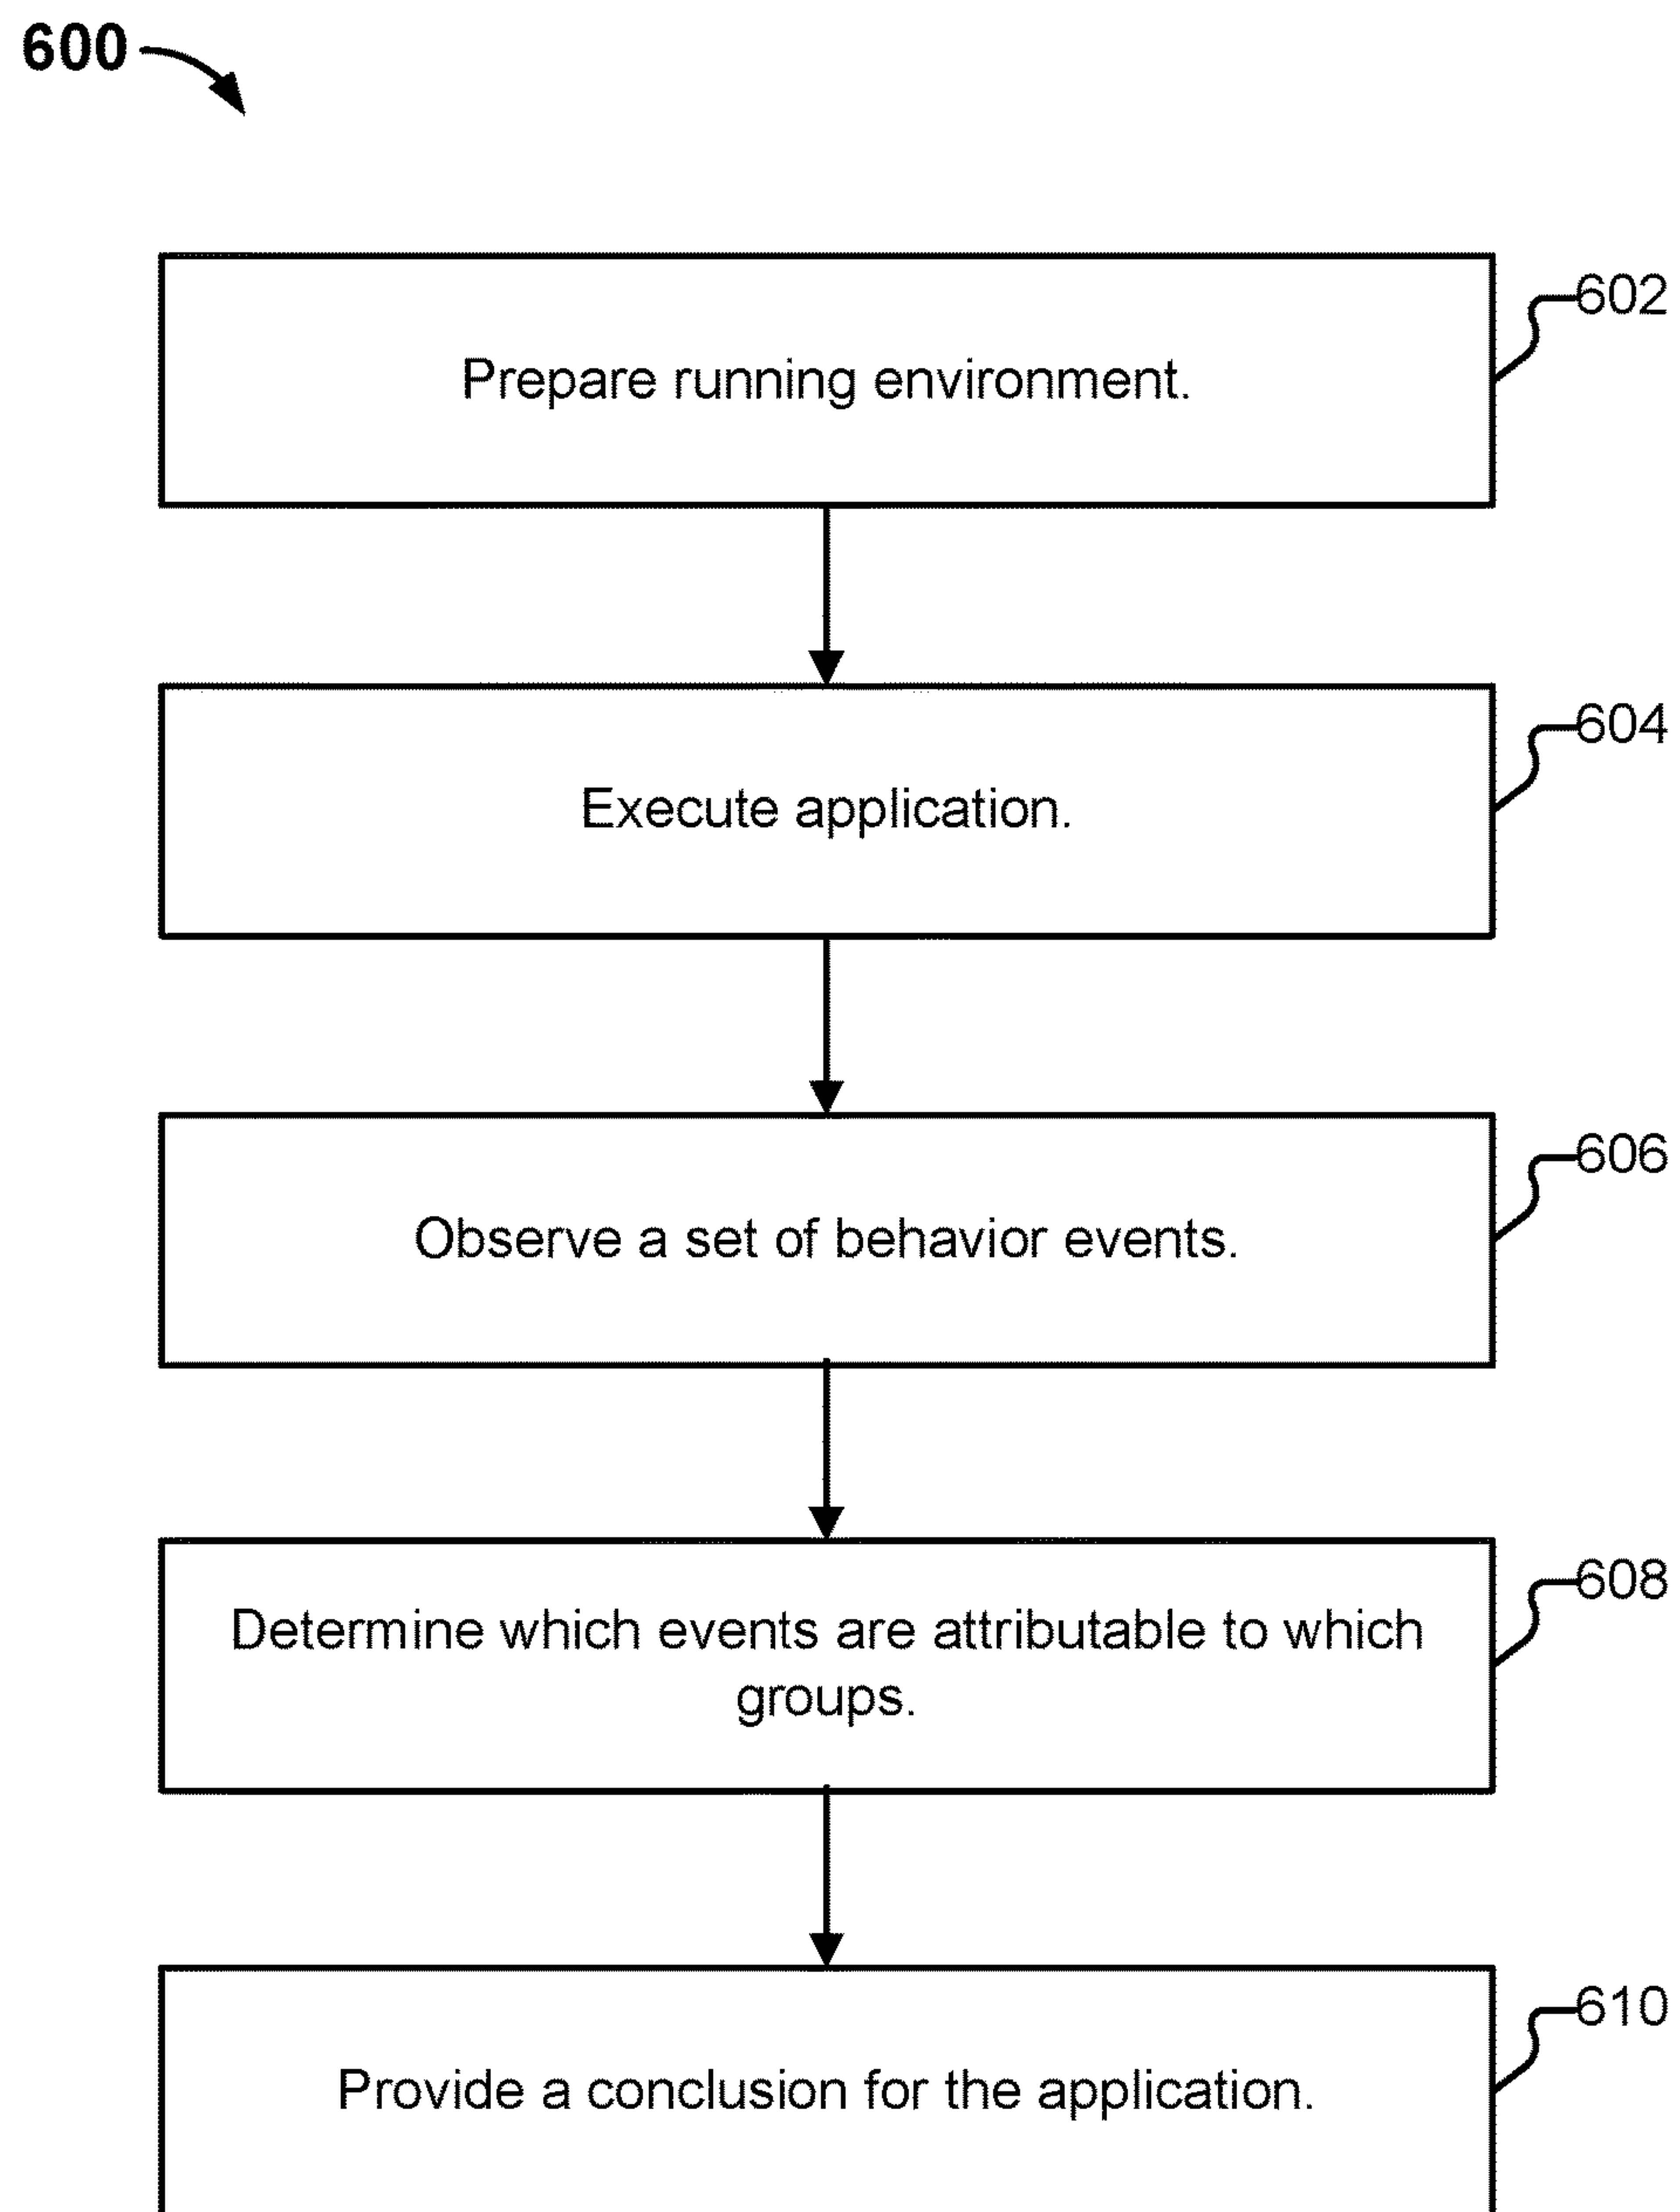 600
602
Prepare running environment.
604
Execute application.
606
Observe a set of behavior events.
608
Determine which events are attributable to which
groups.
610
Provide a conclusion for the application.